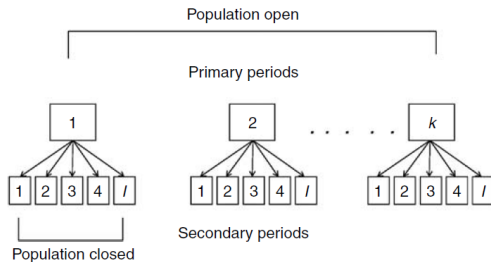 Population open
Primary periods
1 2 . . . . . . k
1 2 3 4 l 1 2 3 4 l 1 2 3 4 l
Secondary periods
Population closed